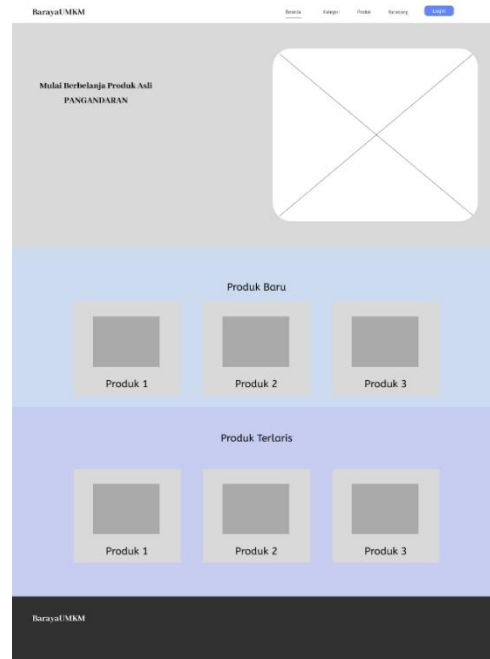 BarayaUMKM
Beranda Kategori Produk Keranjang Login
Mulai Berbelanja Produk Asli
PANGANDARAN
Produk Baru
Produk 1 Produk 2 Produk 3
Produk Terlaris
Produk 1 Produk 2 Produk 3
BarayaUMKM